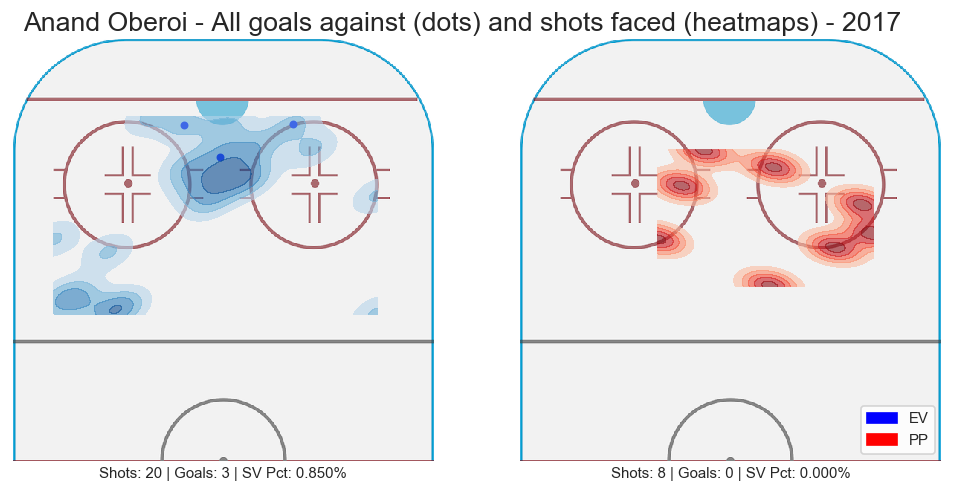 Anand Oberoi - All goals against (dots) and shots faced (heatmaps) - 2017
EV
PP
Shots: 20 | Goals: 3 | SV Pct: 0.850%
Shots: 8 | Goals: 0 | SV Pct: 0.000%